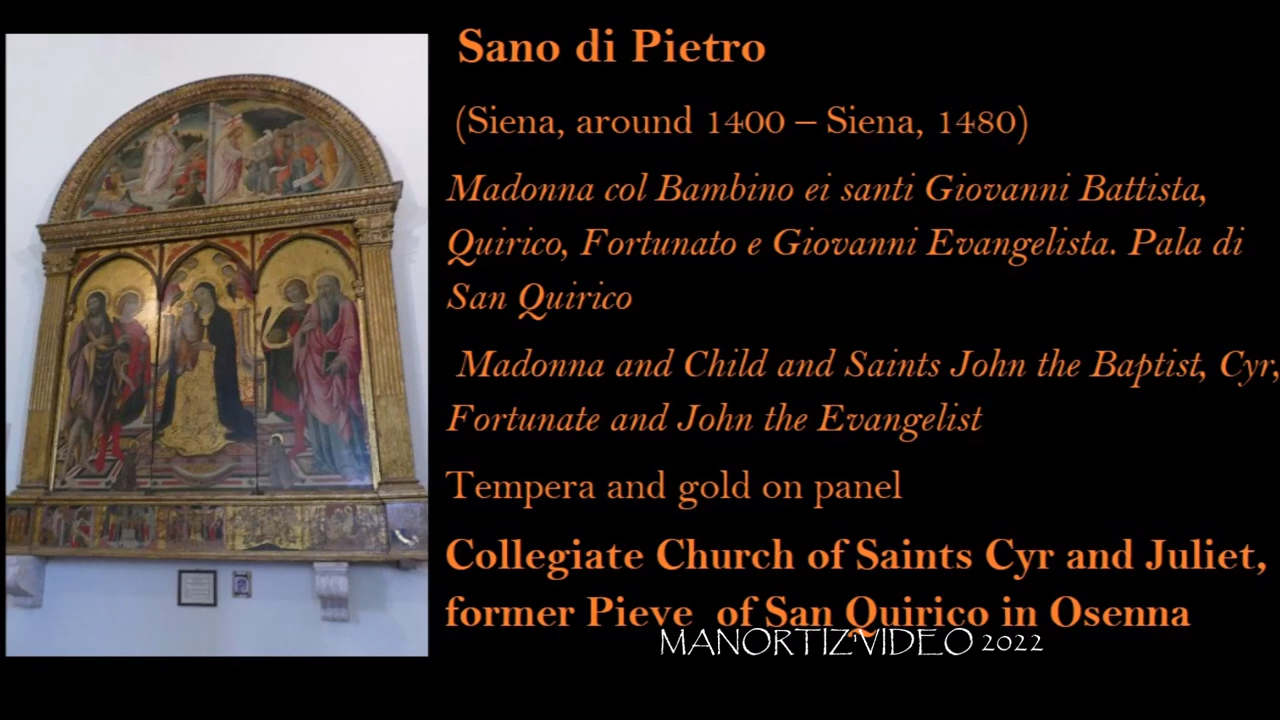 Sano di Pietro
(Siena, around 1400 – Siena, 1480)
Madonna col Bambino ei santi Giovanni Battista,
Quirico, Fortunato e Giovanni Evangelista. Pala di
San Quirico
Madonna and Child and Saints John the Baptist, Cyr,
Fortunate and John the Evangelist
Tempera and gold on panel
Collegiate Church of Saints Cyr and Juliet,
former Pieve of San Quirico in Osenna
MANORTIZ'VIDEO 2022